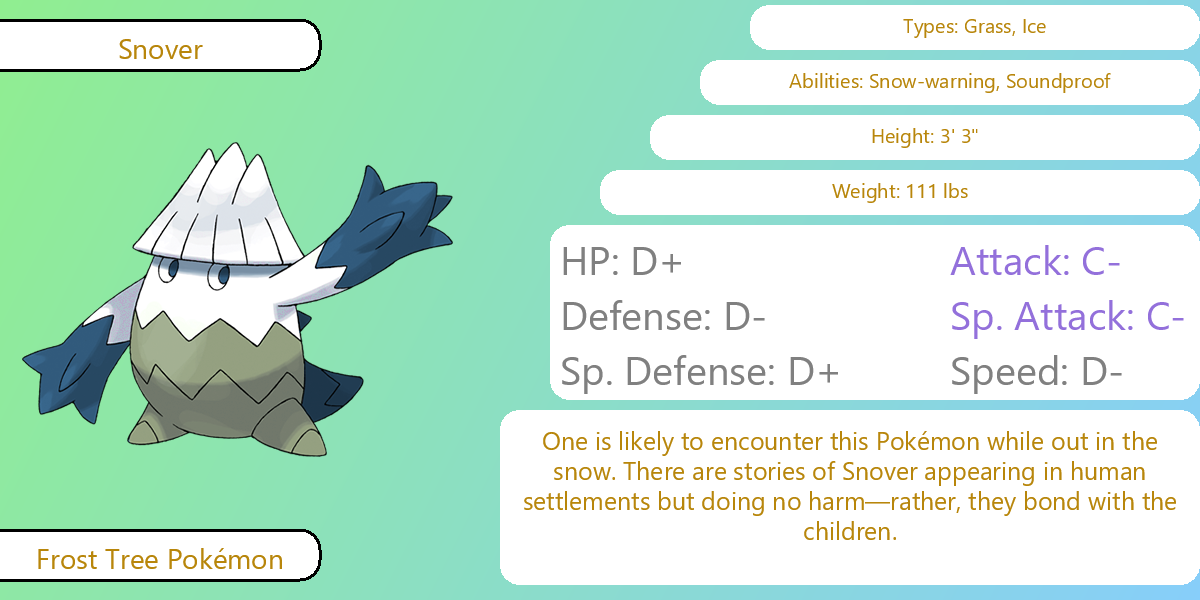 Snover
Types: Grass, Ice
Abilities: Snow-warning, Soundproof
Height: 3' 3"
Weight: 111 lbs
HP: D+
Attack: C-
Defense: D-
Sp. Attack: C-
Sp. Defense: D+
Speed: D-
One is likely to encounter this Pokémon while out in the
snow. There are stories of Snover appearing in human
settlements but doing no harm—rather, they bond with the
children.
Frost Tree Pokémon